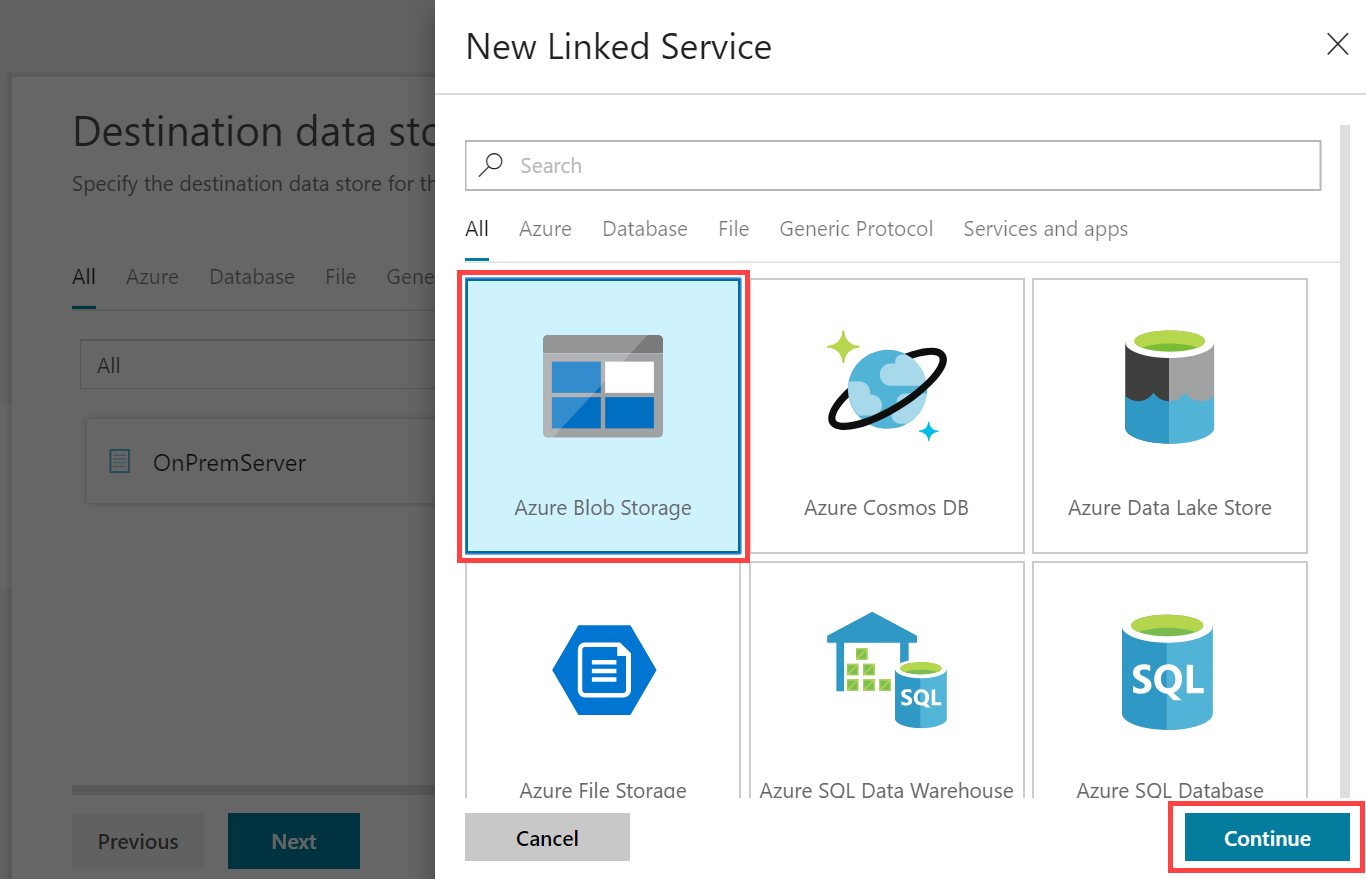 New Linked Service
Destination data sto
Specify the destination data store for th
Search
All Azure Database File Generic Protocol Services and apps
All Azure Database File Gene
All
OnPremServer
Azure Blob Storage
Azure Cosmos DB
Azure Data Lake Store
SQL
SQL
Azure File Storage
Azure SQL Data Warehouse
Azure SQL Database
Previous
Next
Cancel
Continue